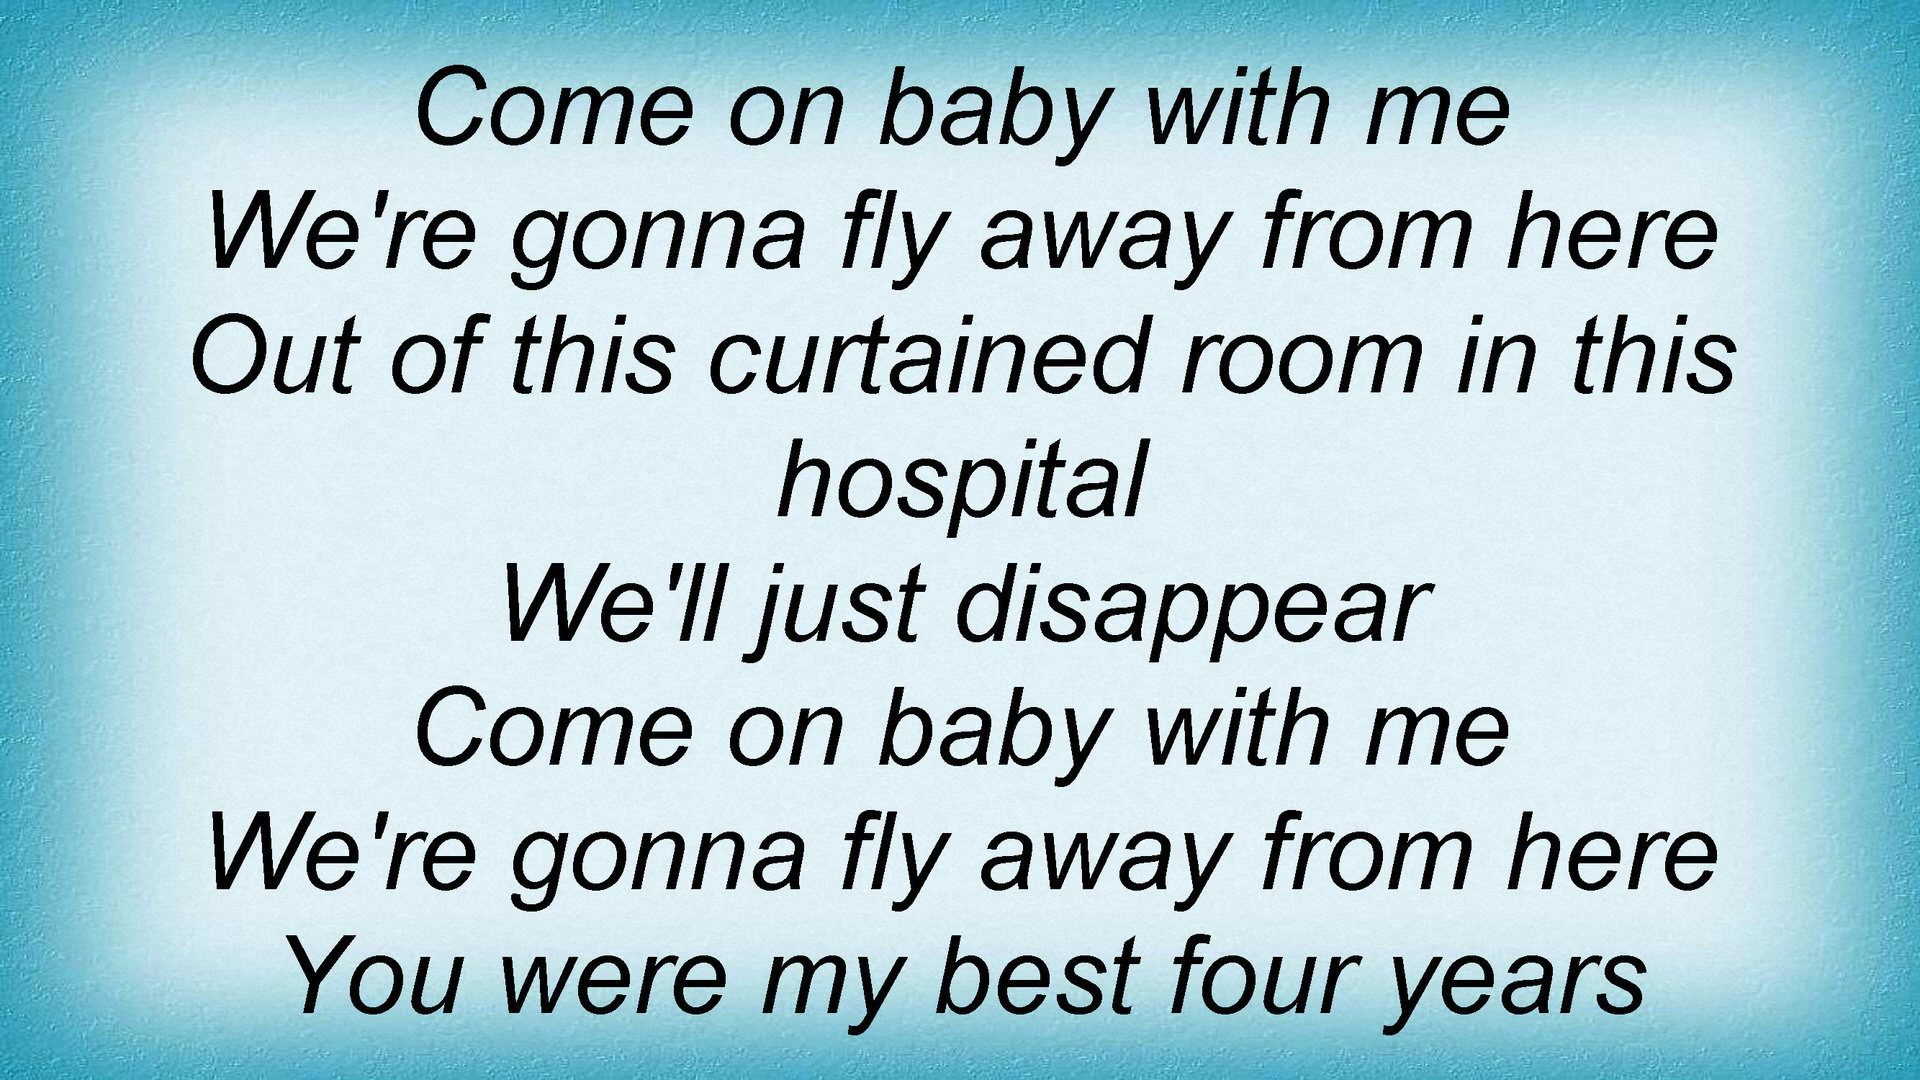 Come on baby with me
We're gonna fly away from here
Out of this curtained room in this
hospital
We'll just disappear
Come on baby with me
We're gonna fly away from here
You were my best four years